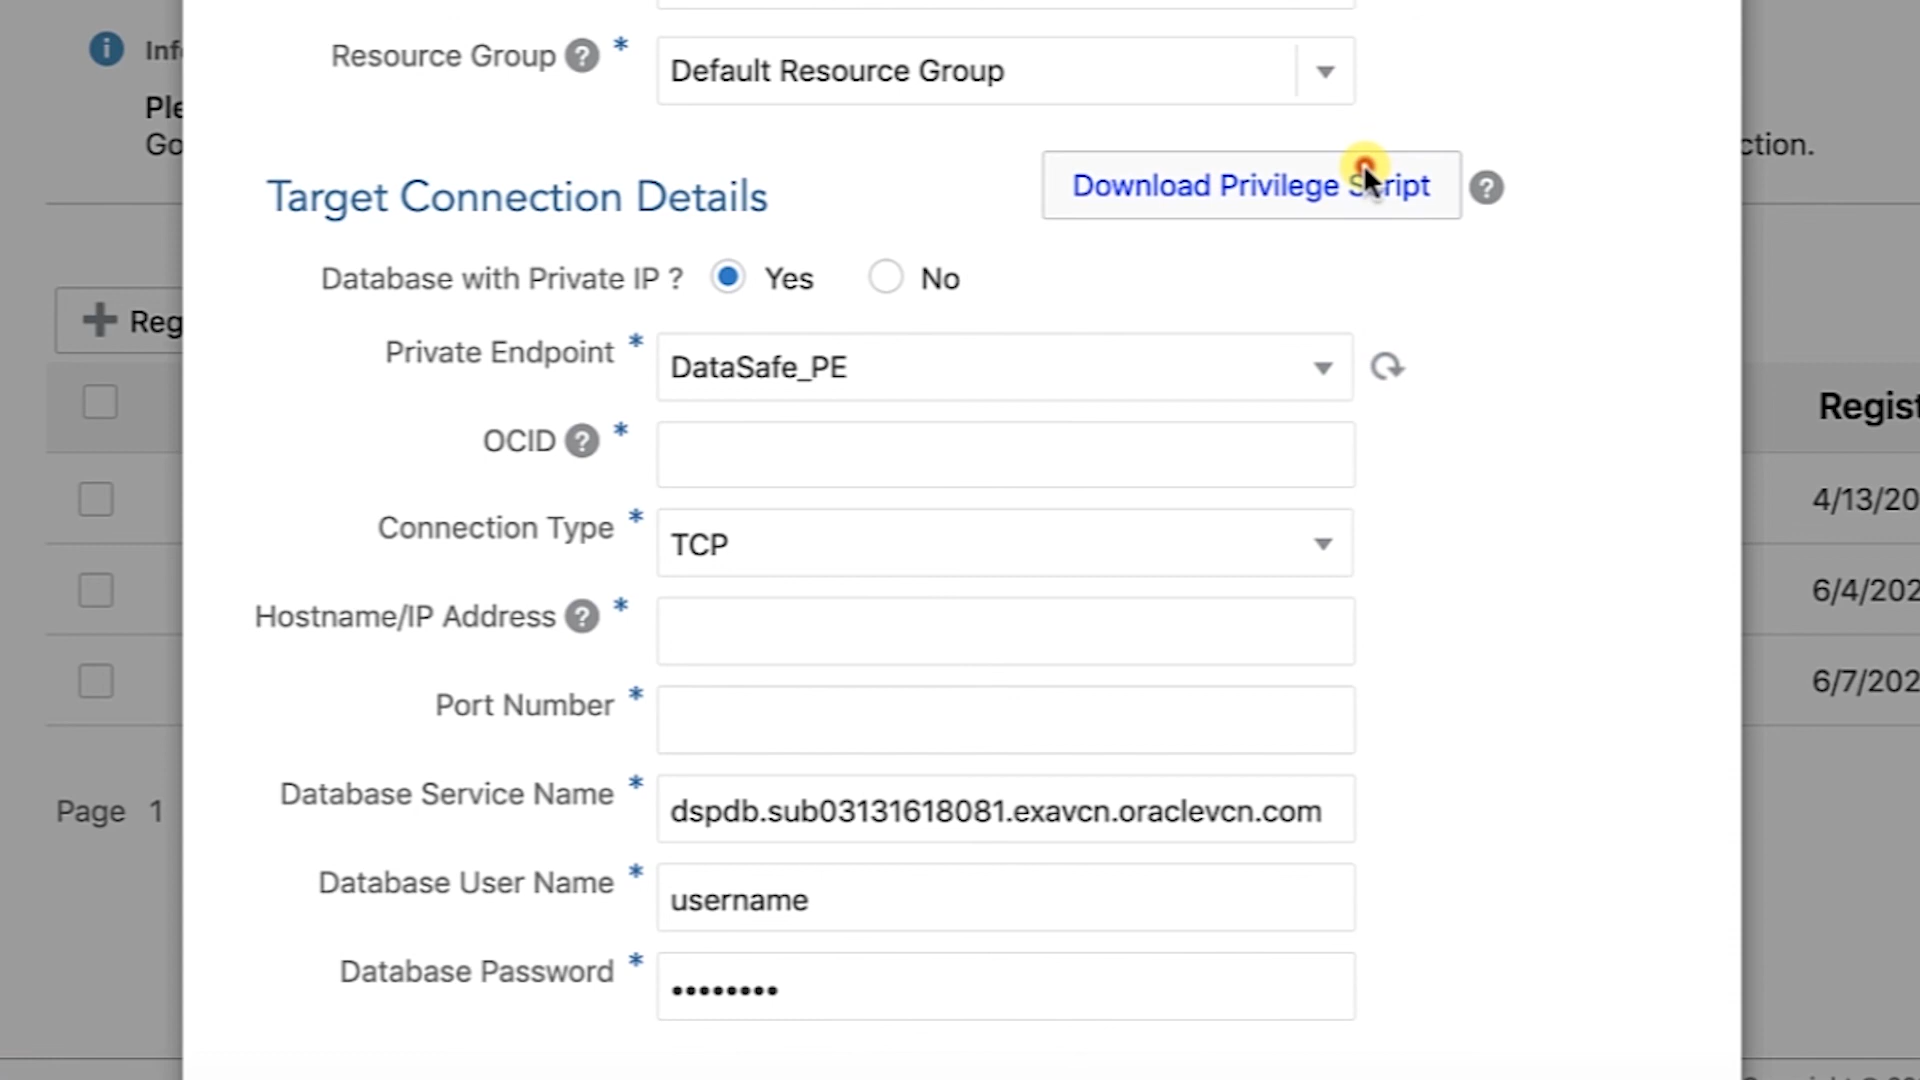 Resource Group ? *
Default Resource Group
Target Connection Details
Download Privilege Script ?
Database with Private IP ? Yes No
Private Endpoint *
DataSafe_PE
OCID ? *
Connection Type *
TCP
Hostname/IP Address ? *
Port Number *
Database Service Name *
dspdb.sub03131618081.exavcn.oraclevcn.com
Database User Name *
username
Database Password *
••••••••
i Inf
Ple
Go
ction.
+ Reg
Regist
4/13/20
6/4/202
6/7/202
Page 1